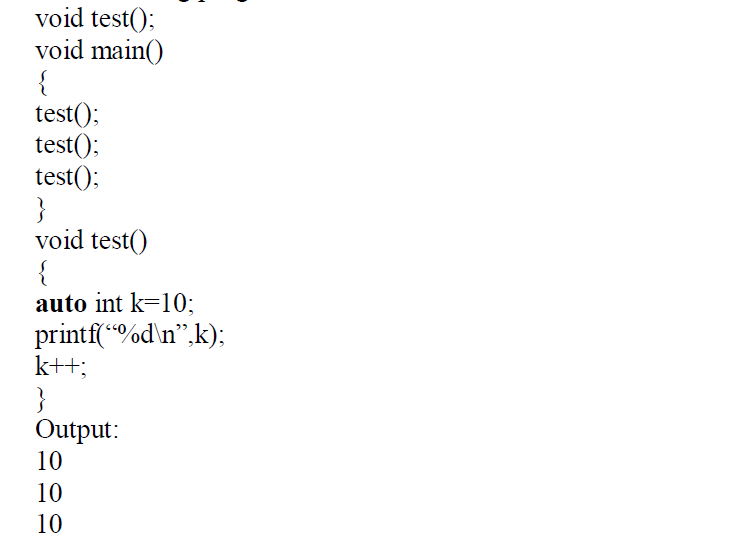 void test();
void main()
{
test();
test();
test();
}
void test()
{
auto int k=10;
printf(“%d\n”,k);
k++;
}
Output:
10
10
10